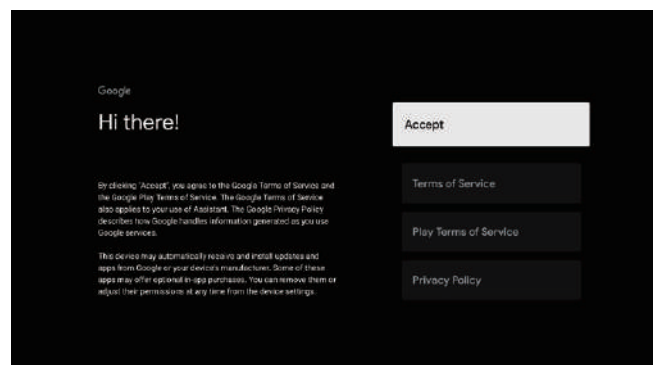 Google
Hi there!
By clicking "Accept", you agree to the Google Terms of Service and
the Google Play Terms of Service. The Google Terms of Service
also applies to your use of Assistant. The Google Privacy Policy
describes how Google handles information generated as you use
Google services.
This device may automatically receive and install updates and
apps from Google or your device's manufacturer. Some of these
apps may offer optional in-app purchases. You can remove them or
adjust their permissions at any time from the device settings.
Accept
Terms of Service
Play Terms of Service
Privacy Policy